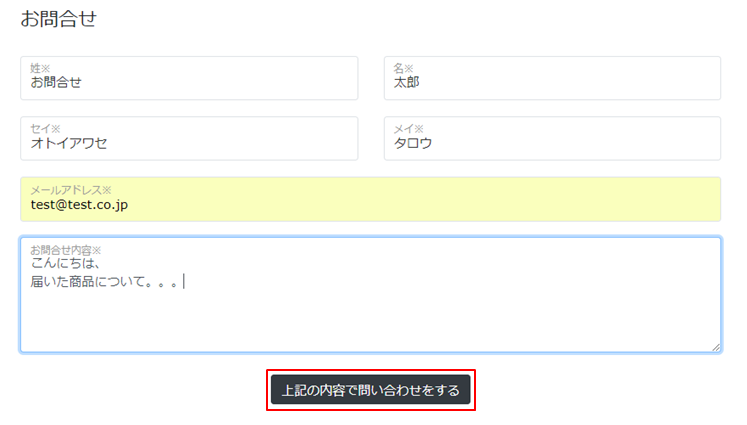 お問合せ
姓※
お問合せ
名※
太郎
セイ※
オトイアワセ
メイ※
タロウ
メールアドレス※
test@test.co.jp
お問合せ内容※
こんにちは、
届いた商品について。。。
上記の内容で問い合わせをする